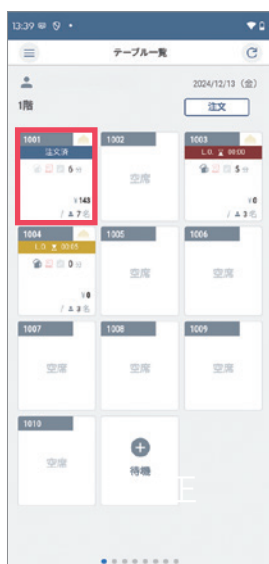 13:39
テーブル一覧
2024/12/13 (金)
1階
注文
1001
注文済
6 分
¥143
/ 7 名
1002
空席
1003
L.O. 00:00
5 分
¥0
/ 3 名
1004
L.O. 00:05
0 分
¥0
/ 3 名
1005
空席
1006
空席
1007
空席
1008
空席
1009
空席
1010
空席
待機
王